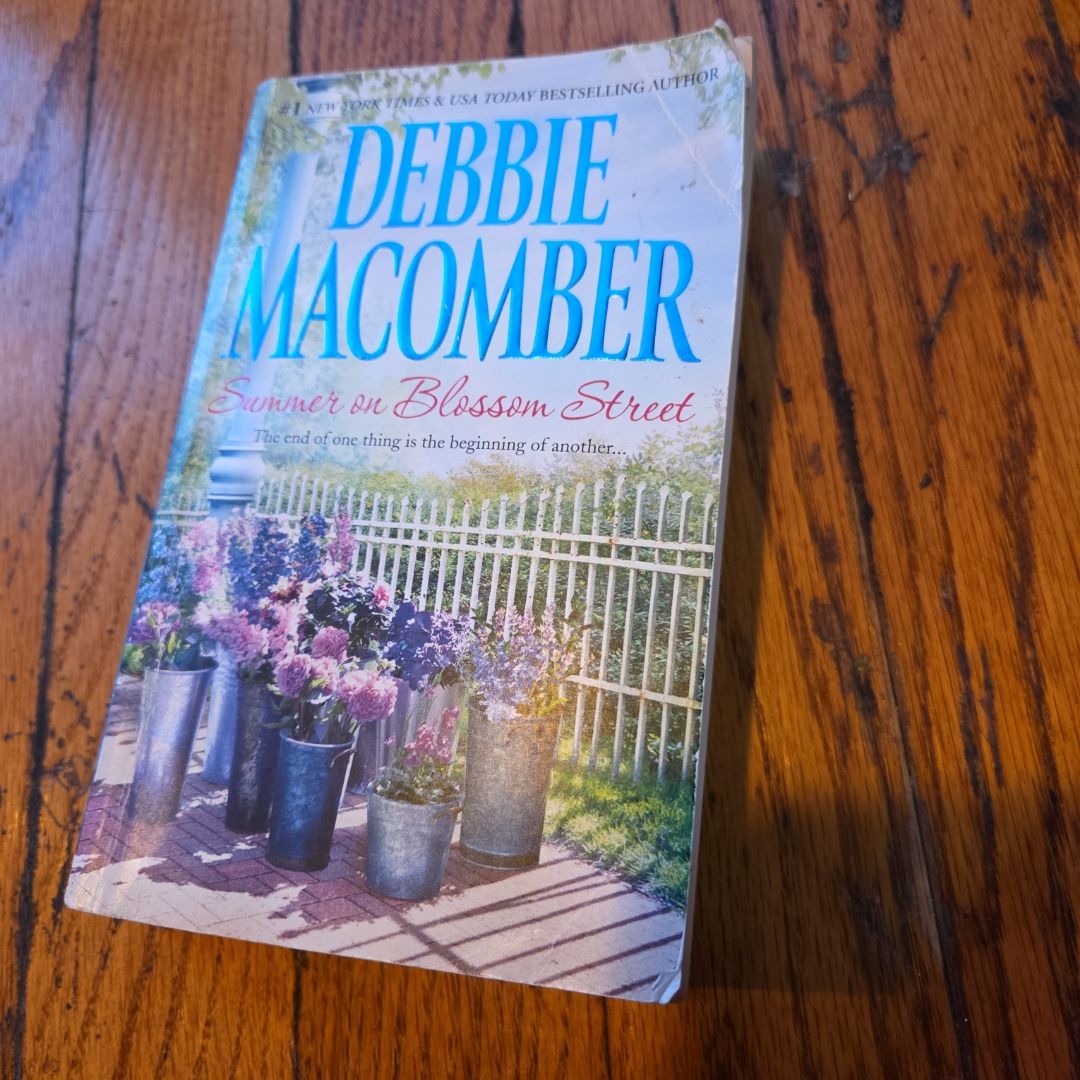 #1 NEW YORK TIMES & USA TODAY BESTSELLING AUTHOR
DEBBIE
MACOMBER
Summer on Blossom Street
The end of one thing is the beginning of another...